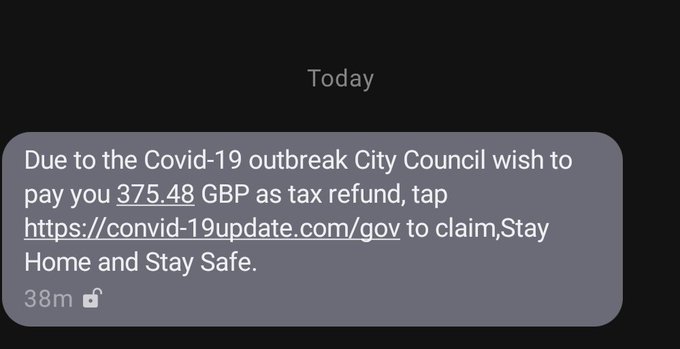 Today
Due to the Covid-19 outbreak City Council wish to
pay you 375.48 GBP as tax refund, tap
https://convid-19update.com/gov to claim,Stay
Home and Stay Safe.
38m